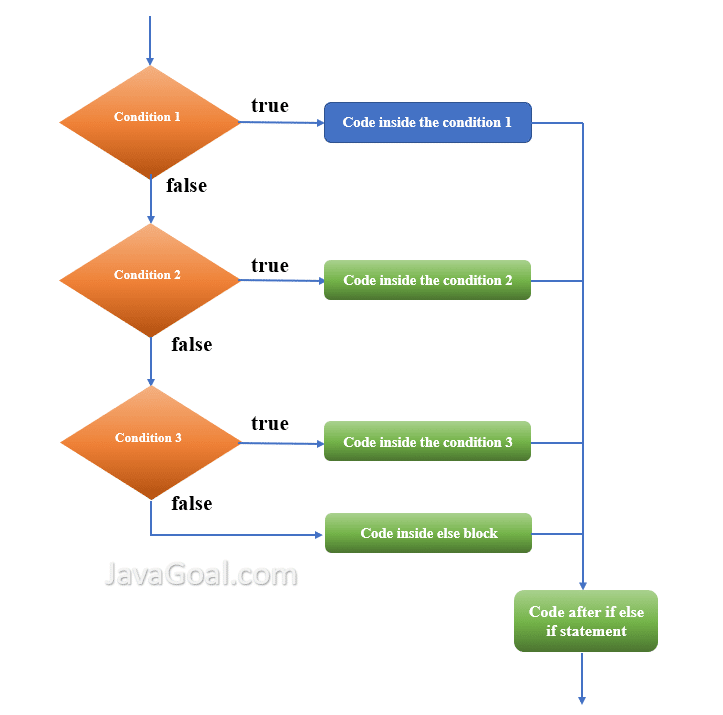 true
Condition 1
Code inside the condition 1
false
true
Condition 2
Code inside the condition 2
false
true
Condition 3
Code inside the condition 3
false
Code inside else block
JavaGoal.com
Code after if else
if statement